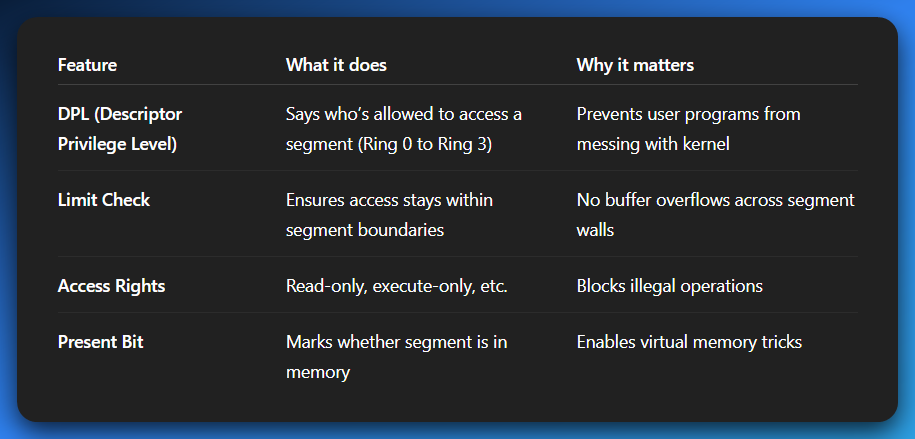 Feature What it does Why it matters
DPL (Descriptor Says who’s allowed to access a Prevents user programs from
Privilege Level) segment (Ring 0 to Ring 3) messing with kernel
Limit Check Ensures access stays within No buffer overflows across segment
segment boundaries walls
Access Rights Read-only, execute-only, etc. Blocks illegal operations
Present Bit Marks whether segment is in Enables virtual memory tricks
memory